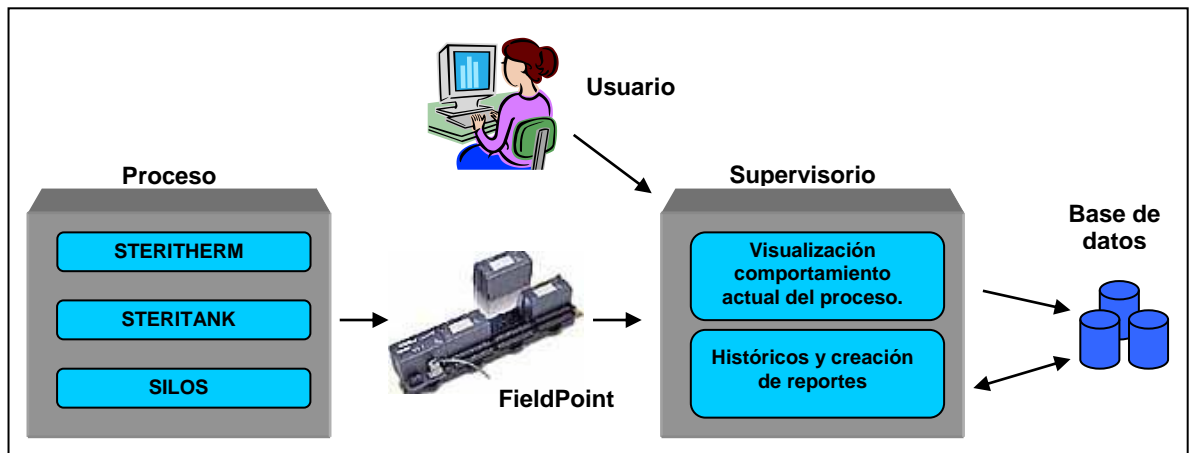 Usuario
Proceso
STERITHERM
STERITANK
SILOS
FieldPoint
Supervisorio
Visualización
comportamiento
actual del proceso.
Históricos y creación
de reportes
Base de
datos